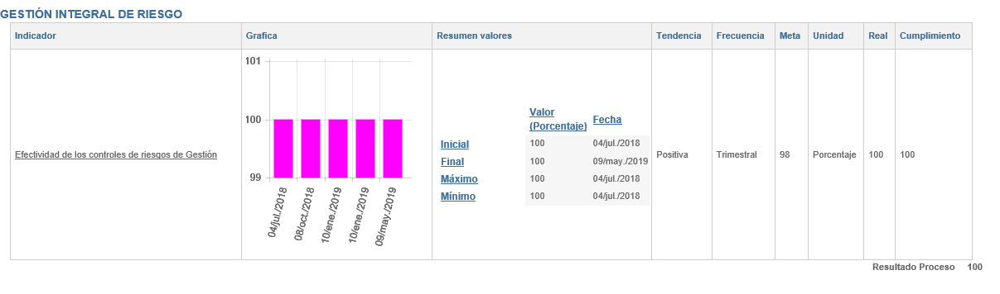 GESTIÓN INTEGRAL DE RIESGO
Indicador Grafica Resumen valores Tendencia Frecuencia Meta Unidad Real Cumplimiento
Efectividad de los controles de riesgos de Gestión
101
100
99
04/jul./2018
08/oct./2018
10/ene./2019
10/ene./2019
09/may./2019
Valor
(Porcentaje) Fecha
Inicial 100 04/jul./2018
Final 100 09/may./2019
Máximo 100 04/jul./2018
Mínimo 100 04/jul./2018
Positiva Trimestral 98 Porcentaje 100 100
Resultado Proceso 100